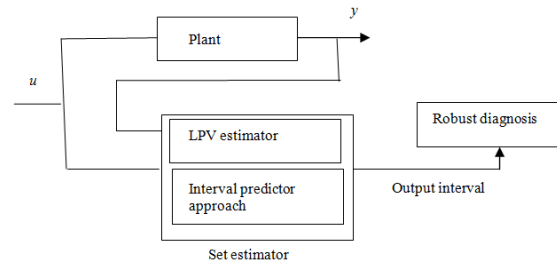 y
Plant
u
LPV estimator
Robust diagnosis
Interval predictor
approach
Output interval
Set estimator